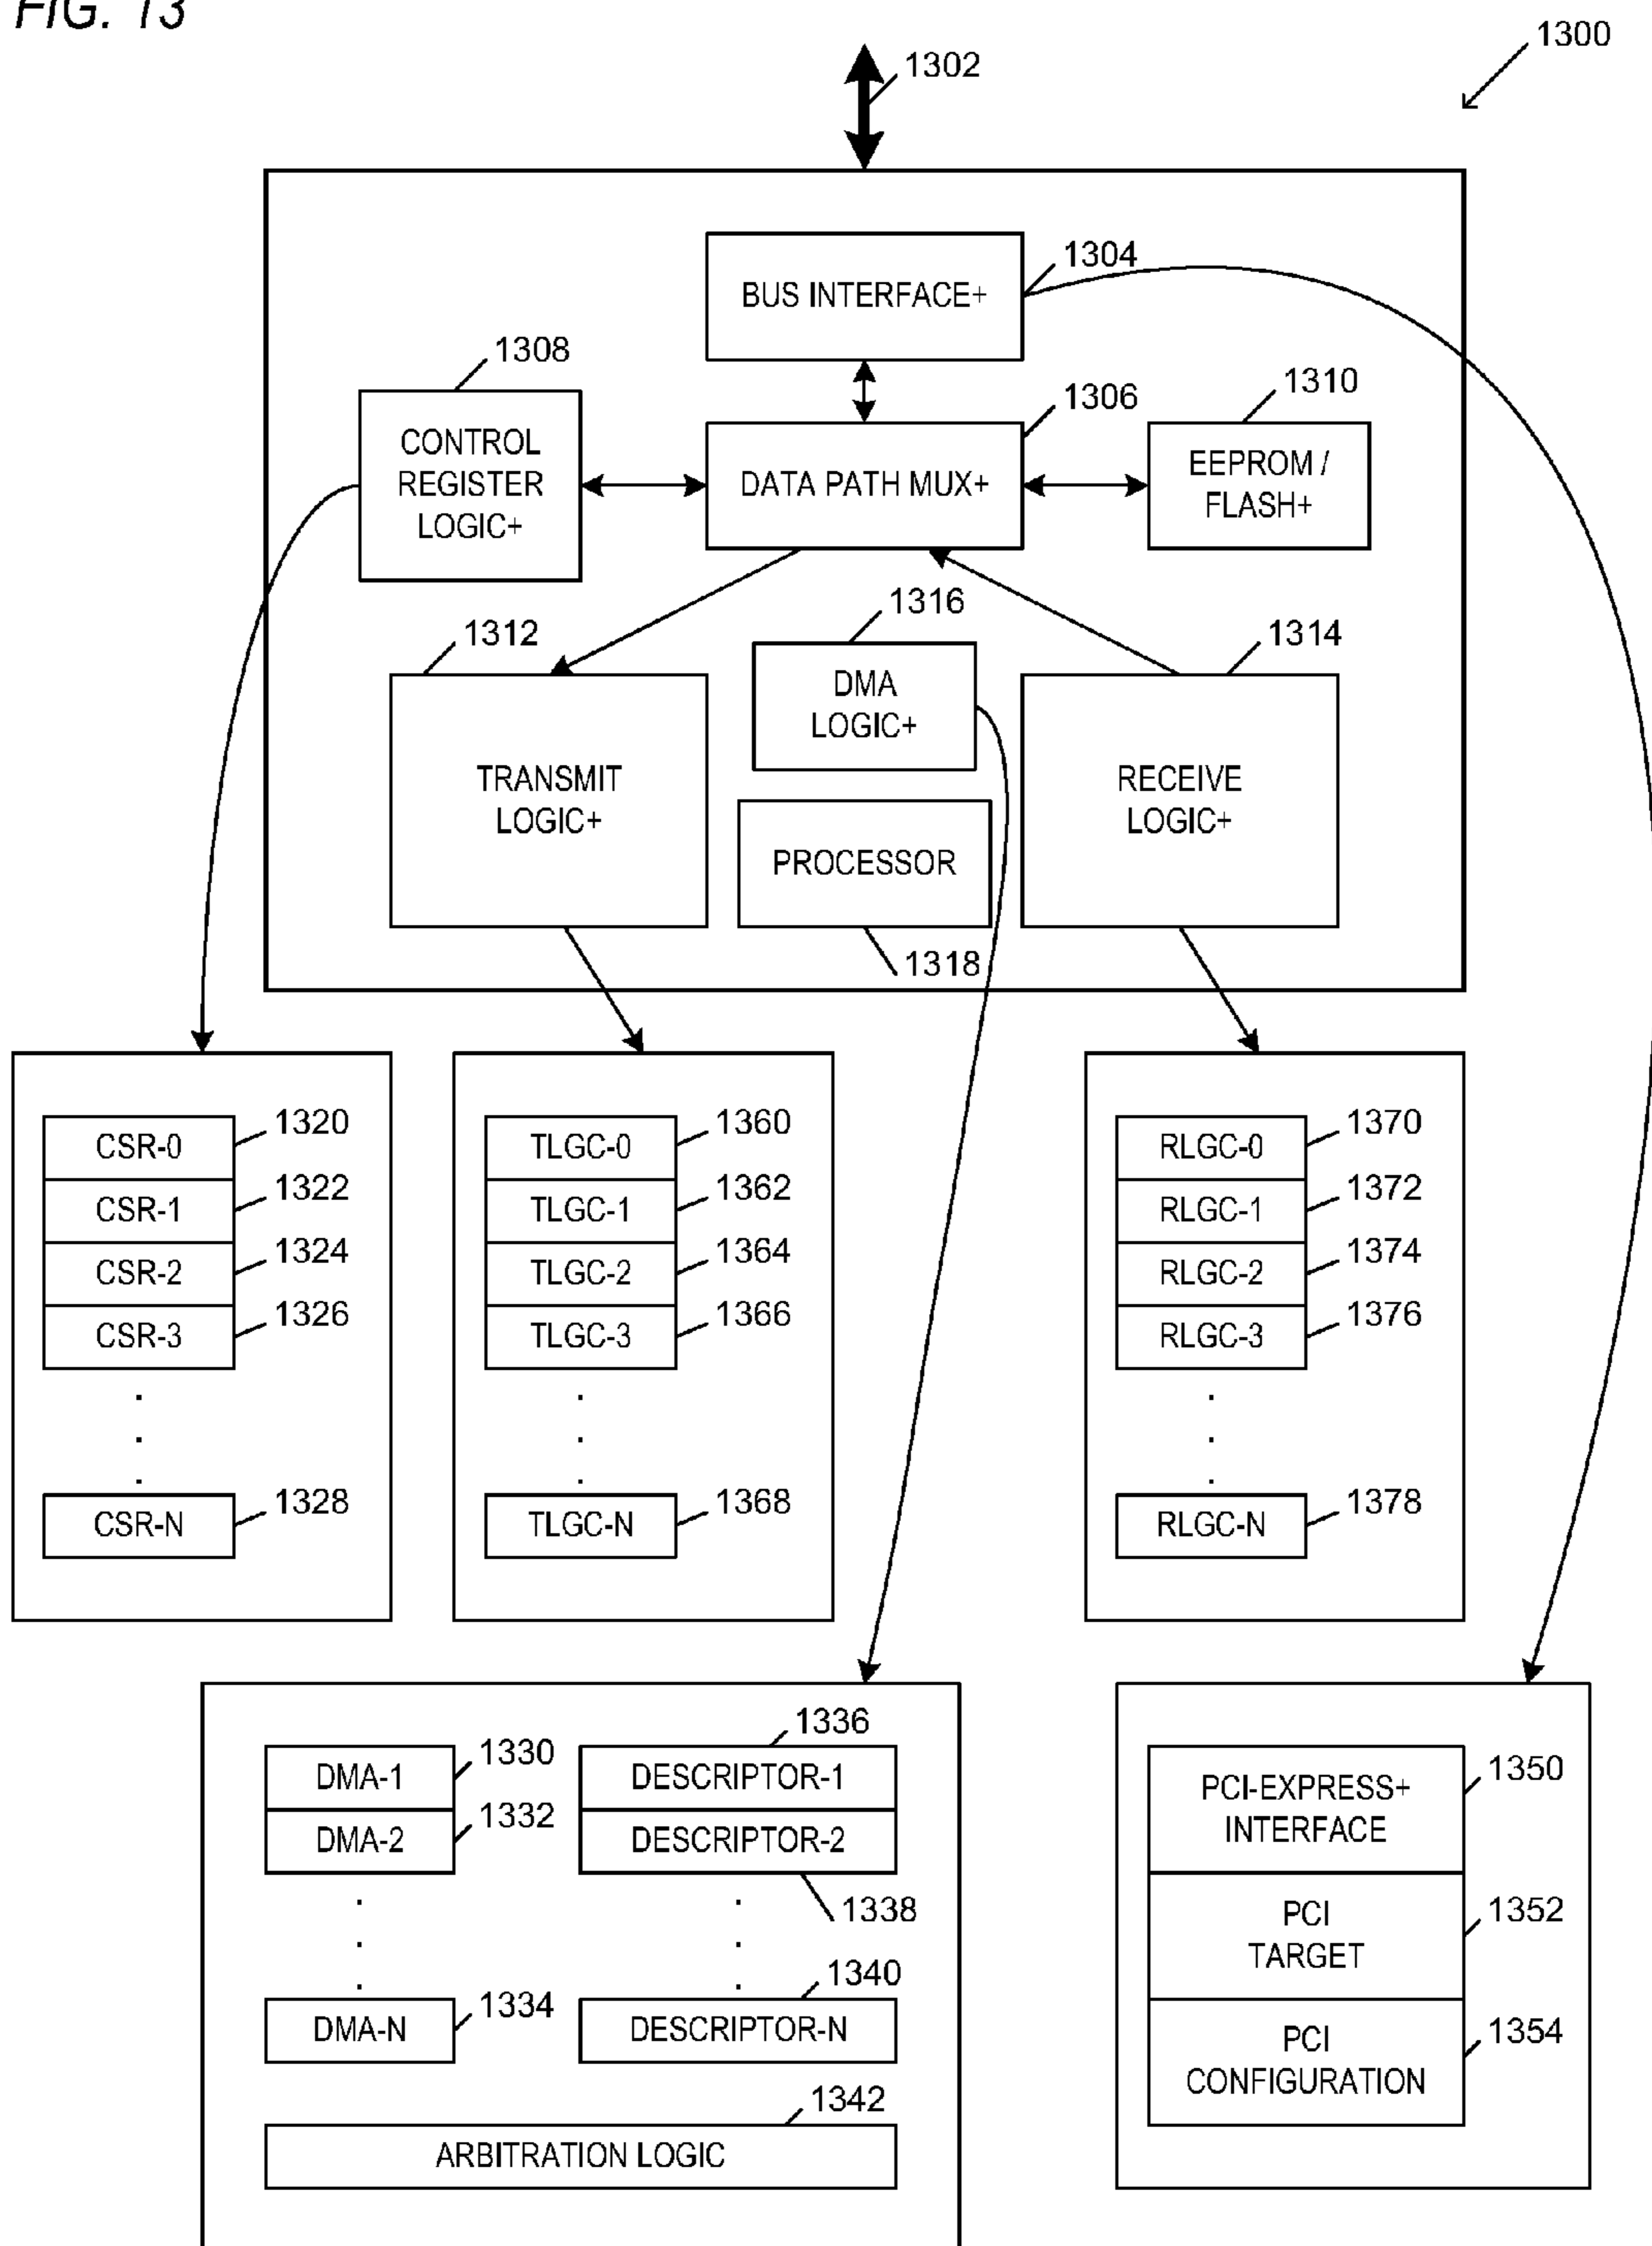 FIG. 13
1300
1302
1304
BUS INTERFACE+
1308
1306
1310
CONTROL
REGISTER
LOGIC+
DATA PATH MUX+
EEPROM /
FLASH+
1312
1316
1314
DMA
LOGIC+
TRANSMIT
LOGIC+
RECEIVE
LOGIC+
PROCESSOR
1318
CSR-0
1320
CSR-1
1322
CSR-2
1324
CSR-3
1326
.
.
.
CSR-N
1328
TLGC-0
1360
TLGC-1
1362
TLGC-2
1364
TLGC-3
1366
.
.
.
TLGC-N
1368
RLGC-0
1370
RLGC-1
1372
RLGC-2
1374
RLGC-3
1376
.
.
.
RLGC-N
1378
DMA-1
1330
DMA-2
1332
.
.
.
DMA-N
1334
1336
DESCRIPTOR-1
DESCRIPTOR-2
1338
.
.
.
1340
DESCRIPTOR-N
1342
ARBITRATION LOGIC
PCI-EXPRESS+
INTERFACE
1350
PCI
TARGET
1352
PCI
CONFIGURATION
1354